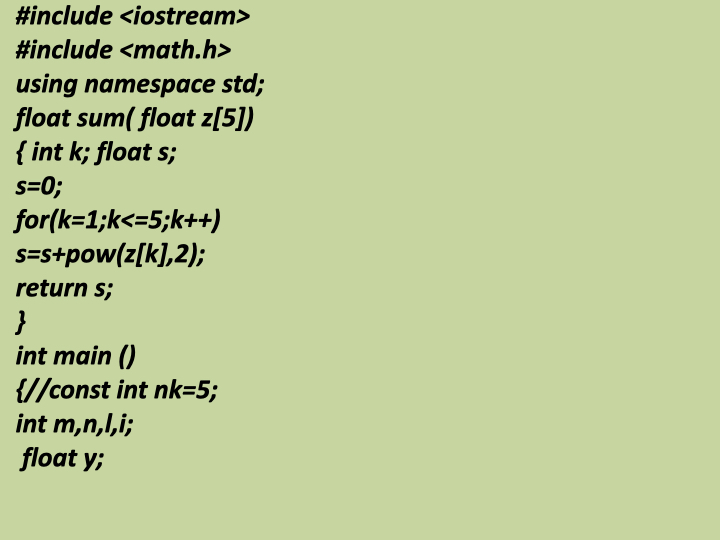 #include <iostream>
#include <math.h>
using namespace std;
float sum( float z[5])
{ int k; float s;
s=0;
for(k=1;k<=5;k++)
s=s+pow(z[k],2);
return s;
}
int main ()
{//const int nk=5;
int m,n,l,i;
float y;